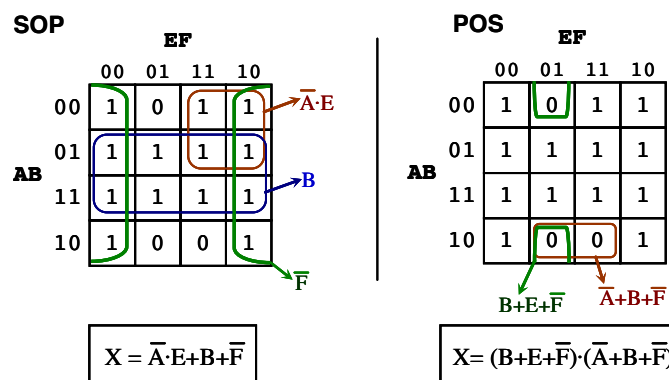 SOP
EF
00 01 11 10
00 1 0 1 1
A̅·E
01 1 1 1 1
AB
B
11 1 1 1 1
10 1 0 0 1
F̅
X = A̅·E+B+F̅
POS
EF
00 01 11 10
00 1 0 1 1
01 1 1 1 1
AB
11 1 1 1 1
10 1 0 0 1
B+E+F̅
A̅+B+F̅
X= (B+E+F̅)·(A̅+B+F̅)